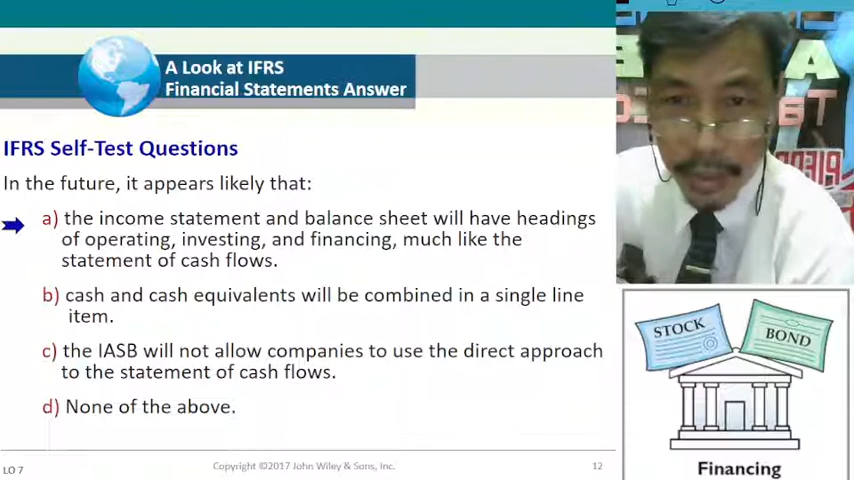 A Look at IFRS
Financial Statements Answer
IFRS Self-Test Questions
In the future, it appears likely that:
a) the income statement and balance sheet will have headings
of operating, investing, and financing, much like the
statement of cash flows.
b) cash and cash equivalents will be combined in a single line
item.
c) the IASB will not allow companies to use the direct approach
to the statement of cash flows.
d) None of the above.
LO 7
Copyright ©2017 John Wiley & Sons, Inc.
12
STOCK
BOND
Financing